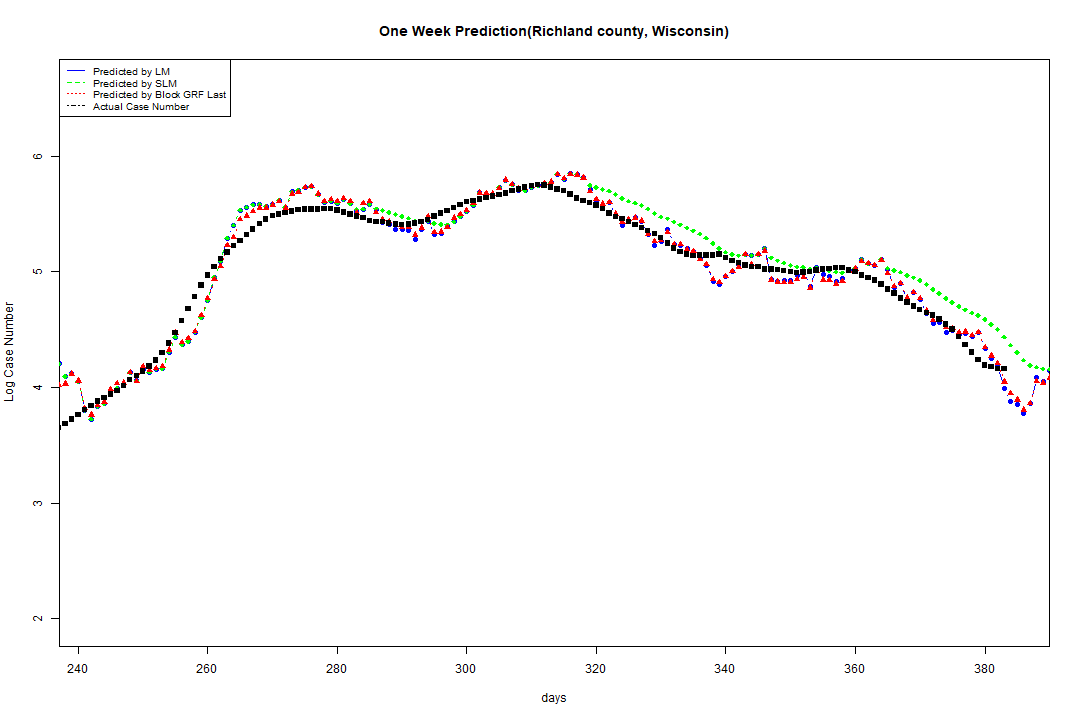 One Week Prediction(Richland county, Wisconsin)
Predicted by LM
Predicted by SLM
Predicted by Block GRF Last
Actual Case Number
6
5
4
3
2
Log Case Number
240 260 280 300 320 340 360 380
days